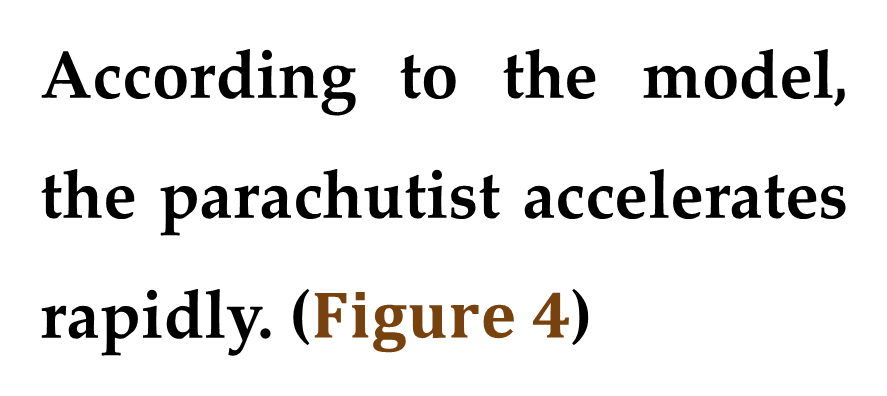 According to the model,
the parachutist accelerates
rapidly. (Figure 4)